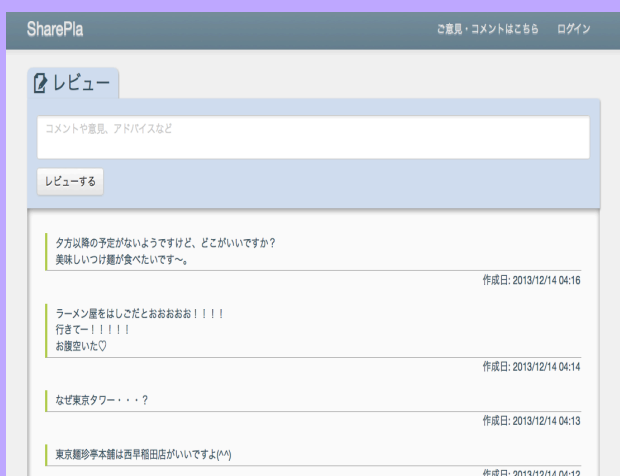 SharePla
ご意見・コメントはこちら ログイン
レビュー
コメントや意見、アドバイスなど
レビューする
夕方以降の予定がないようですけど、どこがいいですか？
美味しいつけ麺が食べたいです〜。
作成日: 2013/12/14 04:16
ラーメン屋をはしごだとおおおおお！！！！
行きてー！！！！！
お腹空いた♡
作成日: 2013/12/14 04:14
なぜ東京タワー・・・？
作成日: 2013/12/14 04:13
東京麺珍亭本舗は西早稲田店がいいですよ(^^)
作成日: 2013/12/14 04:12